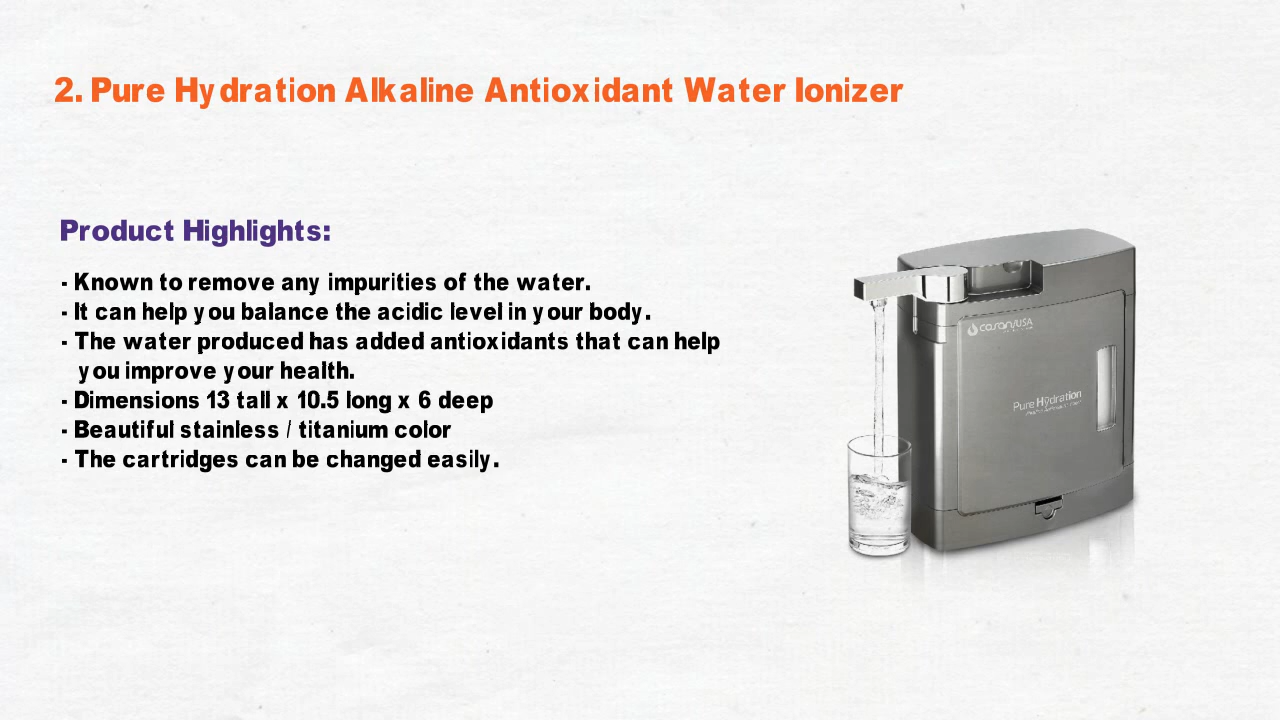 2. Pure Hydration Alkaline Antioxidant Water Ionizer
Product Highlights:
- Known to remove any impurities of the water.
- It can help you balance the acidic level in your body.
- The water produced has added antioxidants that can help
you improve your health.
- Dimensions 13 tall x 10.5 long x 6 deep
- Beautiful stainless / titanium color
- The cartridges can be changed easily.
cosan/USA
Pure Hydration